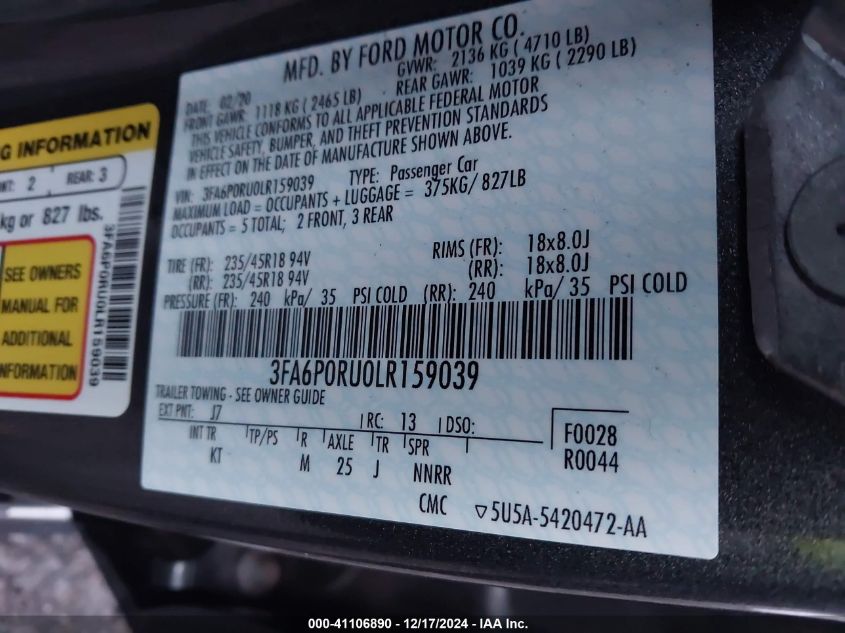 MFD. BY FORD MOTOR CO.
DATE: 02/20 GVWR: 2136 KG ( 4710 LB)
FRONT GAWR: 1118 KG ( 2465 LB) REAR GAWR: 1039 KG ( 2290 LB)
THIS VEHICLE CONFORMS TO ALL APPLICABLE FEDERAL MOTOR
VEHICLE SAFETY, BUMPER, AND THEFT PREVENTION STANDARDS
IN EFFECT ON THE DATE OF MANUFACTURE SHOWN ABOVE.
VIN: 3FA6P0RU0LR159039 TYPE: Passenger Car
MAXIMUM LOAD = OCCUPANTS + LUGGAGE = 375KG/ 827LB
OCCUPANTS = 5 TOTAL; 2 FRONT, 3 REAR
TIRE (FR): 235/45R18 94V RIMS (FR): 18x8.0J
(RR): 235/45R18 94V (RR): 18x8.0J
PRESSURE (FR): 240 kPa/ 35 PSI COLD (RR): 240 kPa/ 35 PSI COLD
3FA6P0RU0LR159039
TRAILER TOWING - SEE OWNER GUIDE
EXT PNT: J7 RC: 13 DSO:
INT TR TP/PS R AXLE TR SPR F0028
KT M 25 J NNRR R0044
CMC ▽5U5A-5420472-AA
G INFORMATION
NT: 2 REAR: 3
kg or 827 lbs.
SEE OWNERS
MANUAL FOR
ADDITIONAL
INFORMATION
3FA6P0RU0LR159039
000-41106890 - 12/17/2024 - IAA Inc.